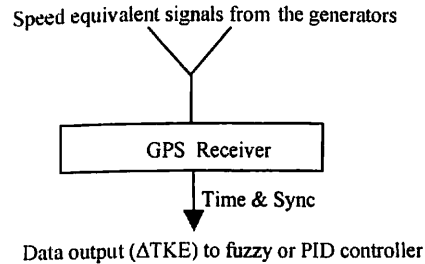 Speed equivalent signals from the generators
GPS Receiver
Time & Sync
Data output (ΔTKE) to fuzzy or PID controller